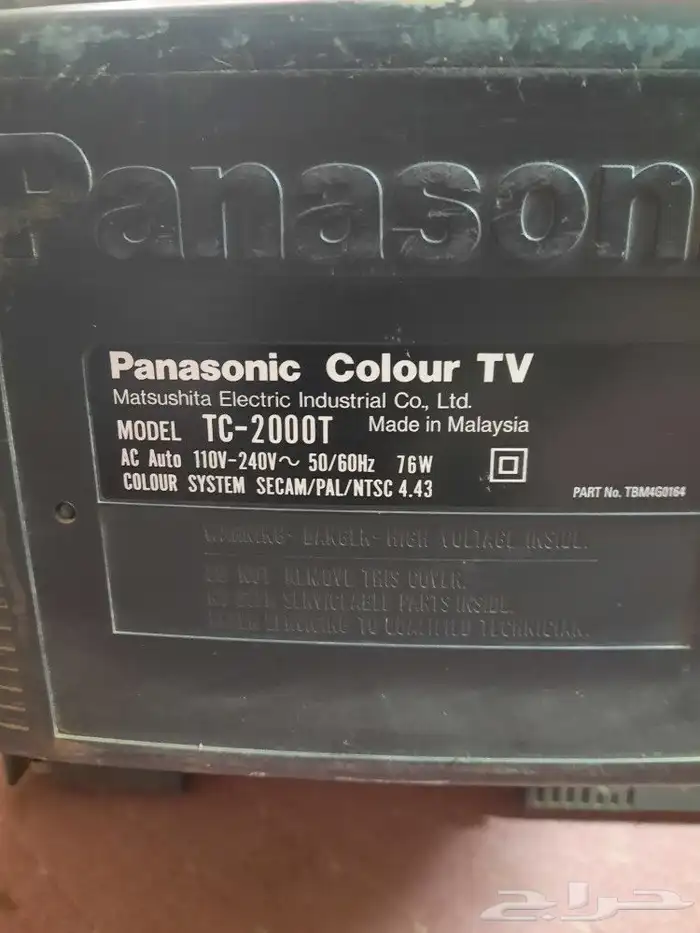 Panasoni
Panasonic Colour TV
Matsushita Electric Industrial Co., Ltd.
MODEL TC-2000T Made in Malaysia
AC Auto 110V-240V~ 50/60Hz 76W
COLOUR SYSTEM SECAM/PAL/NTSC 4.43
PART No. TBM4G0164
WARNING- DANGER- HIGH VOLTAGE INSIDE.
DO NOT REMOVE THIS COVER.
NO USER SERVICEABLE PARTS INSIDE.
REFER SERVICING TO QUALIFIED TECHNICIAN.
حراج